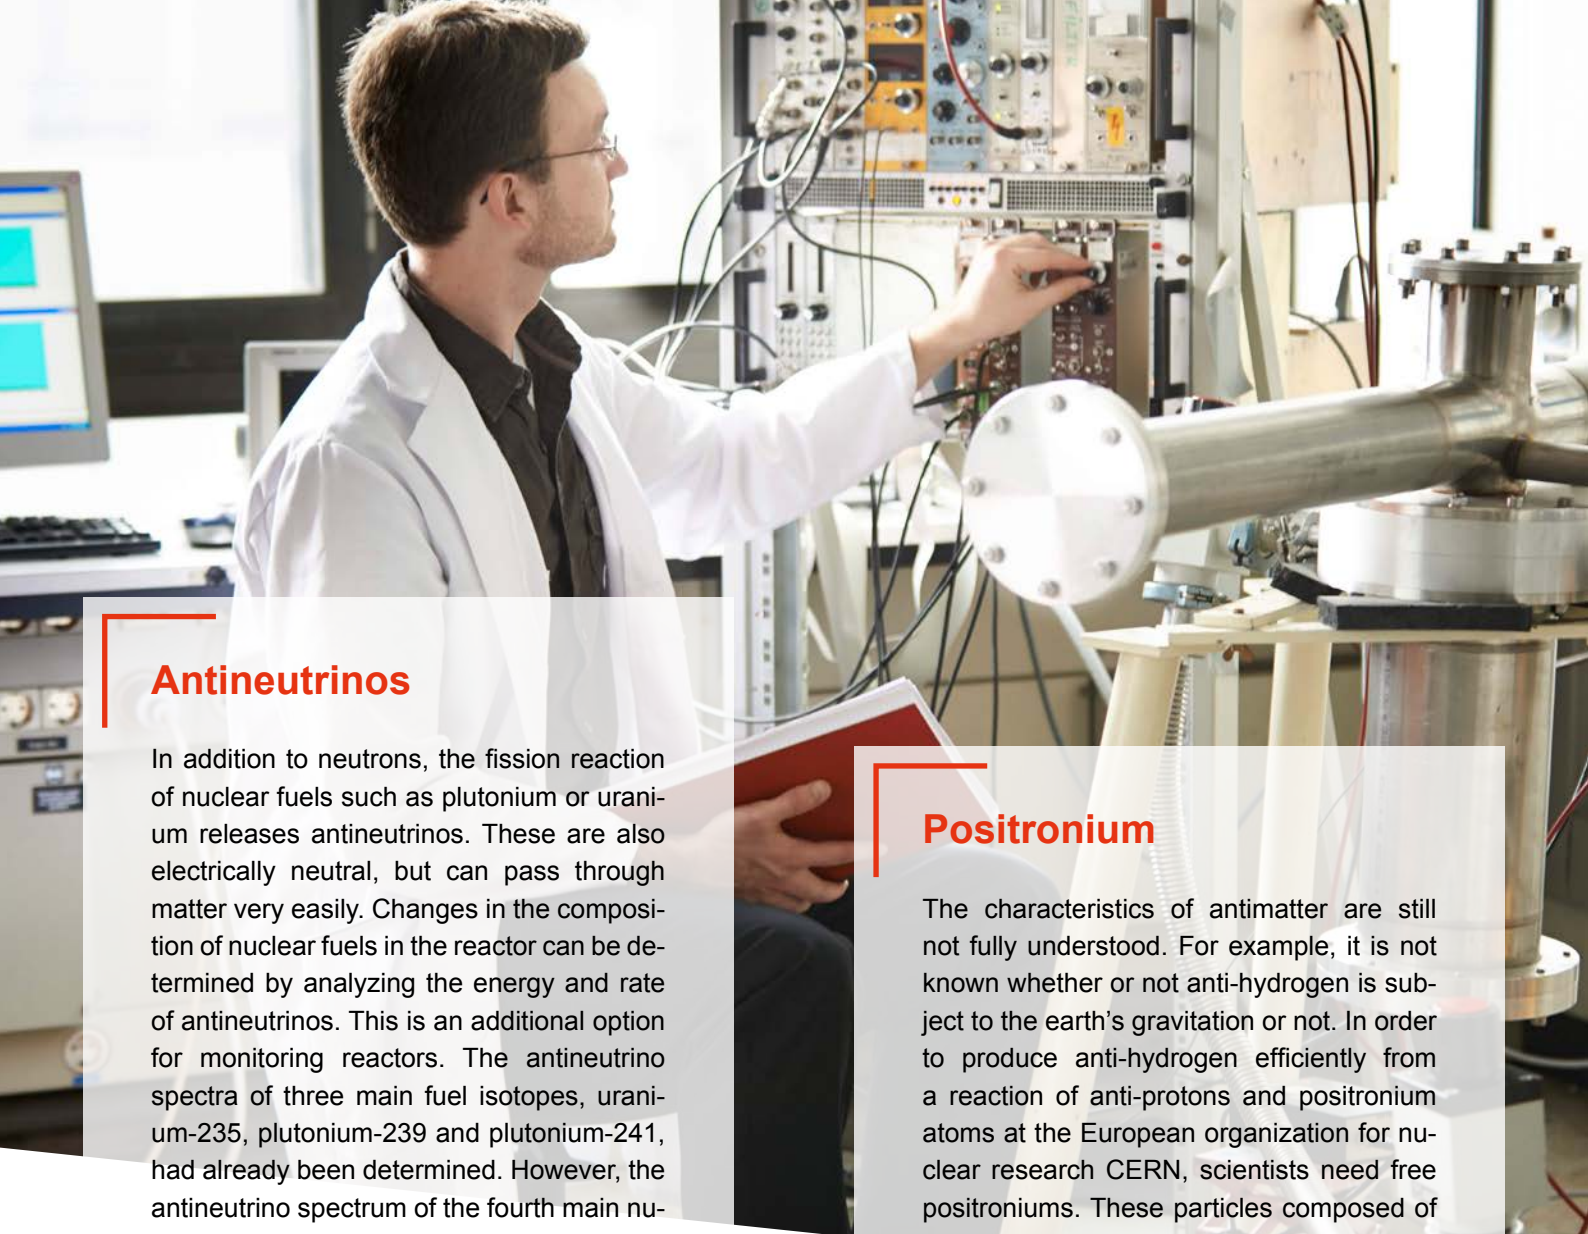 FILTER
Antineutrinos
In addition to neutrons, the fission reaction
of nuclear fuels such as plutonium or urani-
um releases antineutrinos. These are also
electrically neutral, but can pass through
matter very easily. Changes in the composi-
tion of nuclear fuels in the reactor can be de-
termined by analyzing the energy and rate
of antineutrinos. This is an additional option
for monitoring reactors. The antineutrino
spectra of three main fuel isotopes, urani-
um-235, plutonium-239 and plutonium-241,
had already been determined. However, the
antineutrino spectrum of the fourth main nu-
Positronium
The characteristics of antimatter are still
not fully understood. For example, it is not
known whether or not anti-hydrogen is sub-
ject to the earth’s gravitation or not. In order
to produce anti-hydrogen efficiently from
a reaction of anti-protons and positronium
atoms at the European organization for nu-
clear research CERN, scientists need free
positroniums. These particles composed of